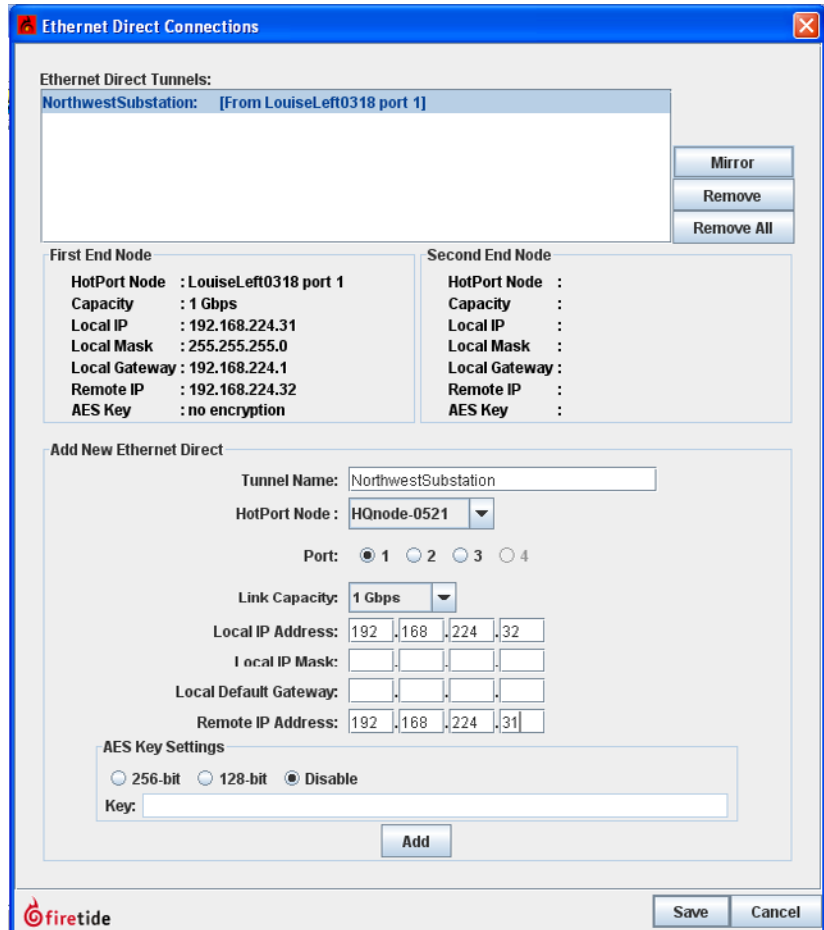 Ethernet Direct Connections
Ethernet Direct Tunnels:
NorthwestSubstation: [From LouiseLeft0318 port 1]
Mirror
Remove
Remove All
First End Node
HotPort Node : LouiseLeft0318 port 1
Capacity : 1 Gbps
Local IP : 192.168.224.31
Local Mask : 255.255.255.0
Local Gateway : 192.168.224.1
Remote IP : 192.168.224.32
AES Key : no encryption
Second End Node
HotPort Node :
Capacity :
Local IP :
Local Mask :
Local Gateway :
Remote IP :
AES Key :
Add New Ethernet Direct
Tunnel Name: NorthwestSubstation
HotPort Node : HQnode-0521
Port: 1 2 3 4
Link Capacity: 1 Gbps
Local IP Address: 192 .168 .224 .32
Local IP Mask: . . .
Local Default Gateway: . . .
Remote IP Address: 192 .168 .224 .31
AES Key Settings
256-bit 128-bit Disable
Key:
Add
firetide
Save Cancel